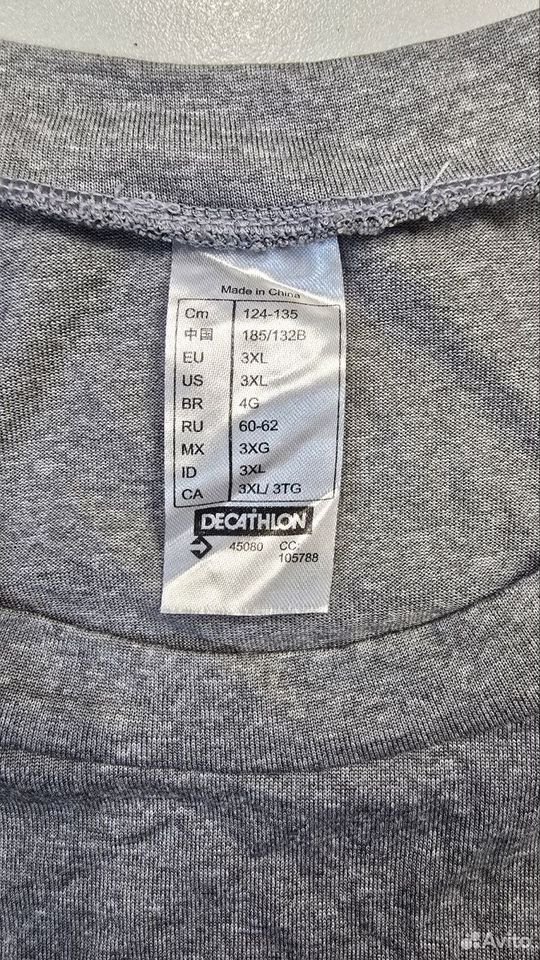 Made in China
Cm 124-135
中国 185/132B
EU 3XL
US 3XL
BR 4G
RU 60-62
MX 3XG
ID 3XL
CA 3XL/ 3TG
DECATHLON
45080 CC:
105788
Avito